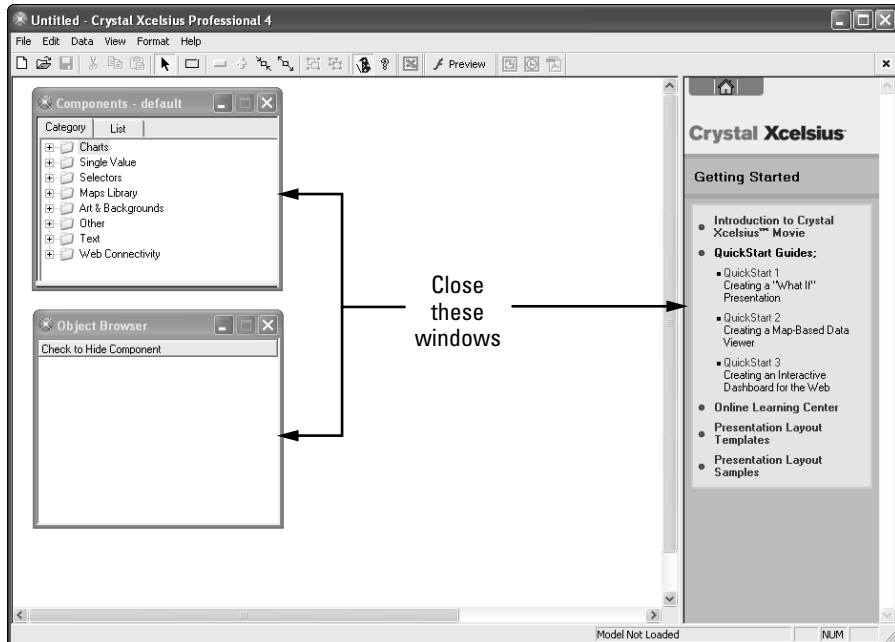 Untitled - Crystal Xcelsius Professional 4
File Edit Data View Format Help
Preview
Components - default
Category List
Charts
Single Value
Selectors
Maps Library
Art & Backgrounds
Other
Text
Web Connectivity
Object Browser
Check to Hide Component
Close
these
windows
Crystal Xcelsius
Getting Started
Introduction to Crystal
Xcelsius™ Movie
QuickStart Guides;
QuickStart 1
Creating a "What If"
Presentation
QuickStart 2
Creating a Map-Based Data
Viewer
QuickStart 3
Creating an Interactive
Dashboard for the Web
Online Learning Center
Presentation Layout
Templates
Presentation Layout
Samples
Model Not Loaded
NUM